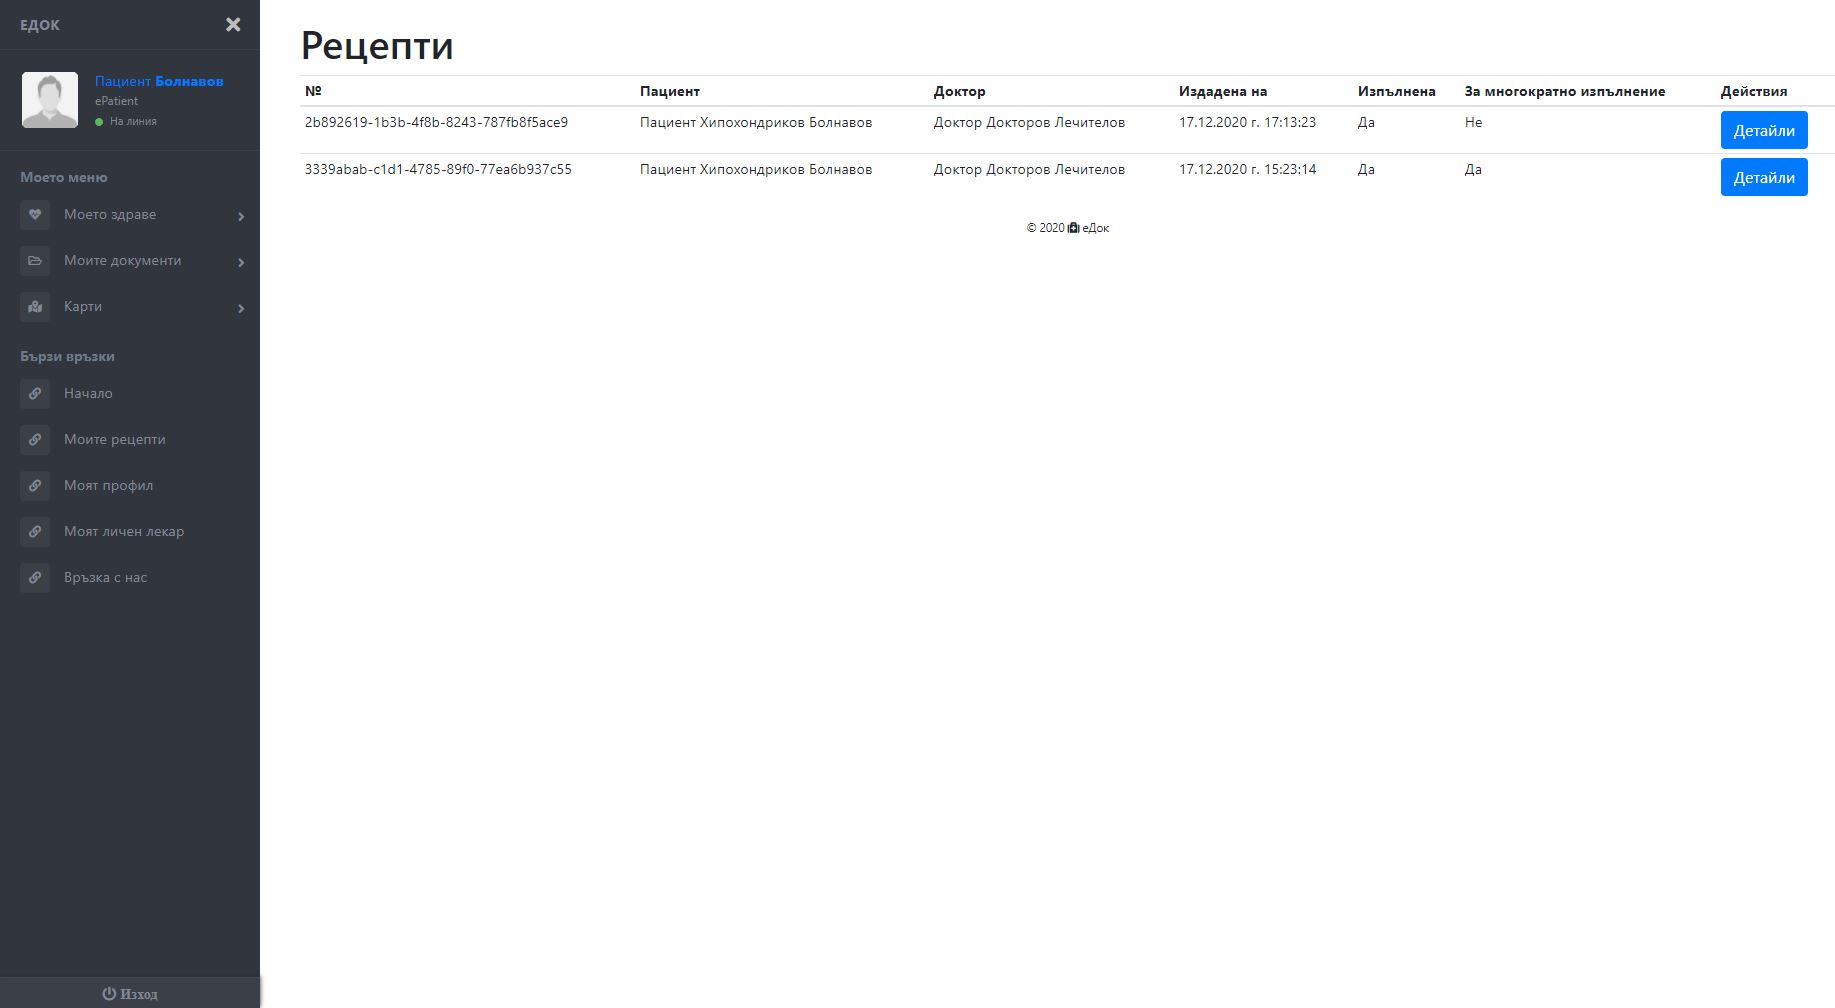 ЕДОК
Пациент Болнавов
ePatient
На линия
Моето меню
Моето здраве
Моите документи
Карти
Бързи връзки
Начало
Моите рецепти
Моят профил
Моят личен лекар
Връзка с нас
Изход
Рецепти
№ Пациент Доктор Издадена на Изпълнена За многократно изпълнение Действия
2b892619-1b3b-4f8b-8243-787fb8f5ace9 Пациент Хипохондриков Болнавов Доктор Докторов Лечителов 17.12.2020 г. 17:13:23 Да Не Детайли
3339abab-c1d1-4785-89f0-77ea6b937c55 Пациент Хипохондриков Болнавов Доктор Докторов Лечителов 17.12.2020 г. 15:23:14 Да Да Детайли
© 2020 еДок